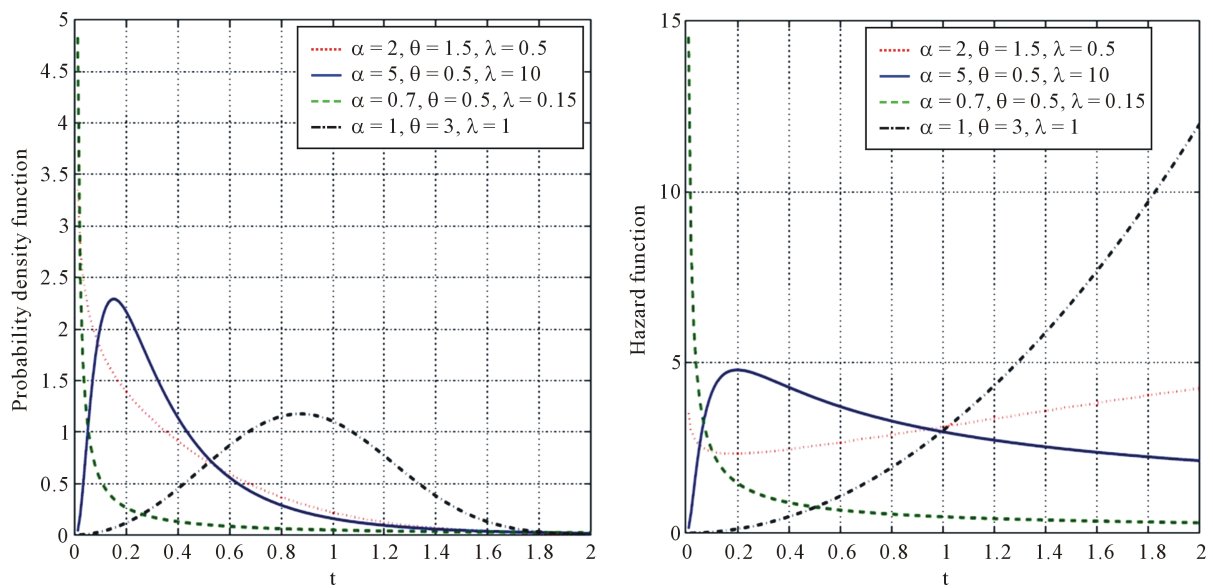 5
4.5
4
3.5
3
2.5
2
1.5
1
0.5
0
Probability density function
α = 2, θ = 1.5, λ = 0.5
α = 5, θ = 0.5, λ = 10
α = 0.7, θ = 0.5, λ = 0.15
α = 1, θ = 3, λ = 1
0 0.2 0.4 0.6 0.8 1 1.2 1.4 1.6 1.8 2
t
15
10
5
0
Hazard function
α = 2, θ = 1.5, λ = 0.5
α = 5, θ = 0.5, λ = 10
α = 0.7, θ = 0.5, λ = 0.15
α = 1, θ = 3, λ = 1
0 0.2 0.4 0.6 0.8 1 1.2 1.4 1.6 1.8 2
t